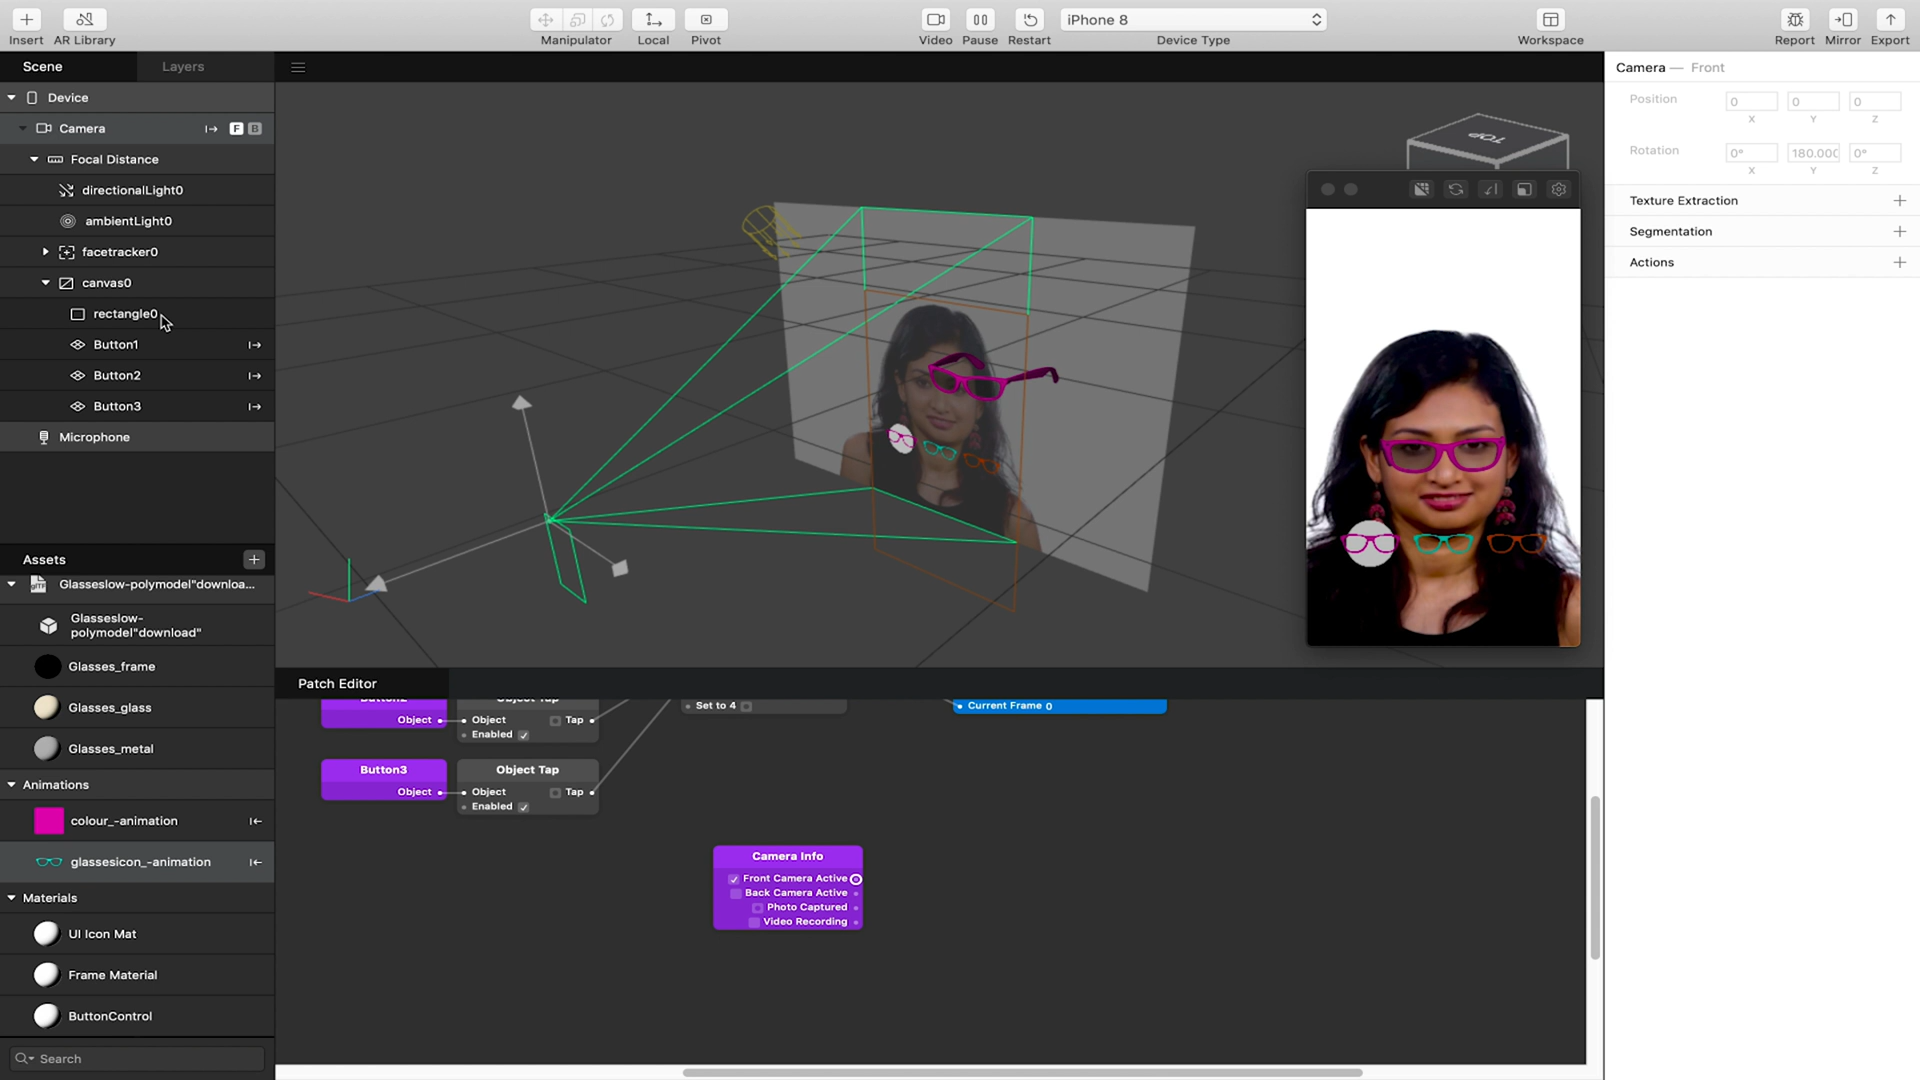 Insert
AR Library
Manipulator
Local
Pivot
Video
Pause
Restart
iPhone 8
Device Type
Workspace
Report
Mirror
Export
Scene
Layers
Device
Camera
F
B
Focal Distance
directionalLight0
ambientLight0
facetracker0
canvas0
rectangle0
Button1
Button2
Button3
Microphone
Assets
Glasseslow-polymodel"downloa...
Glasseslow-
polymodel"download"
Glasses_frame
Glasses_glass
Glasses_metal
Animations
colour_-animation
glassesicon_-animation
Materials
UI Icon Mat
Frame Material
ButtonControl
Search
TOP
Patch Editor
Button2
Object
Object Tap
Object
Tap
Enabled
Set to 4
Current Frame 0
Button3
Object
Object Tap
Object
Tap
Enabled
Camera Info
Front Camera Active
Back Camera Active
Photo Captured
Video Recording
Camera — Front
Position
0
0
0
X
Y
Z
Rotation
0°
180.000
0°
X
Y
Z
Texture Extraction
Segmentation
Actions